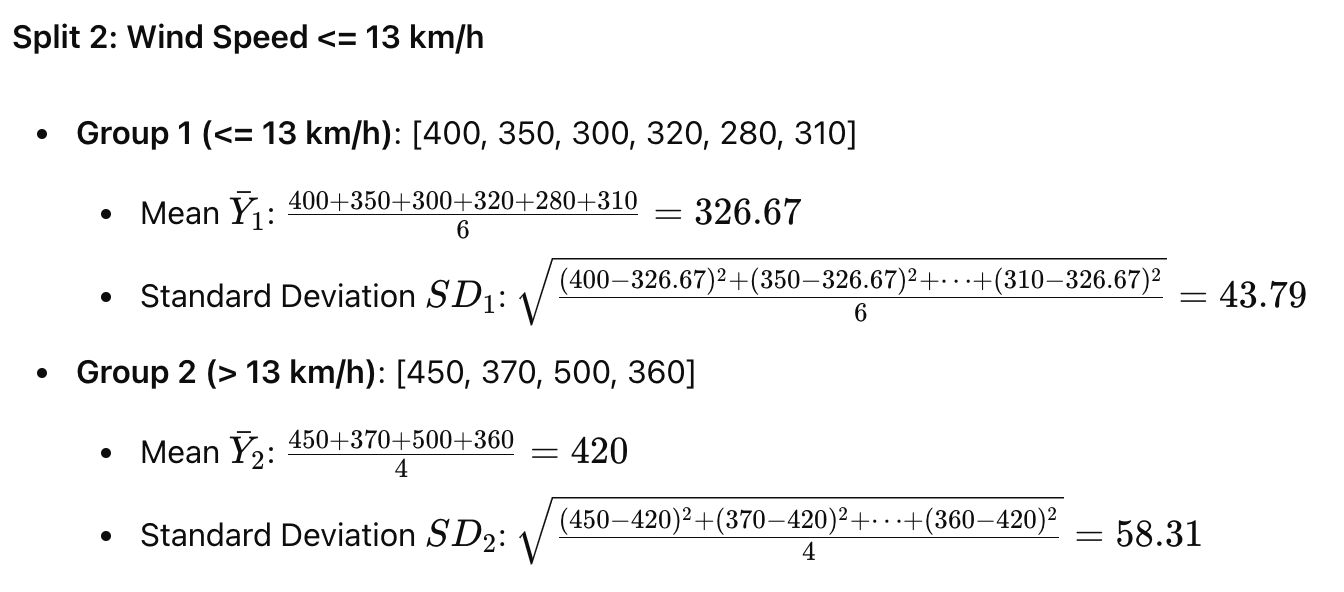 Split 2: Wind Speed <= 13 km/h
• Group 1 (<= 13 km/h): [400, 350, 300, 320, 280, 310]
• Mean $\bar{Y}_1$: $\frac{400+350+300+320+280+310}{6} = 326.67$
• Standard Deviation $SD_1$: $\sqrt{\frac{(400-326.67)^2+(350-326.67)^2+\cdots+(310-326.67)^2}{6}} = 43.79$
• Group 2 (> 13 km/h): [450, 370, 500, 360]
• Mean $\bar{Y}_2$: $\frac{450+370+500+360}{4} = 420$
• Standard Deviation $SD_2$: $\sqrt{\frac{(450-420)^2+(370-420)^2+\cdots+(360-420)^2}{4}} = 58.31$